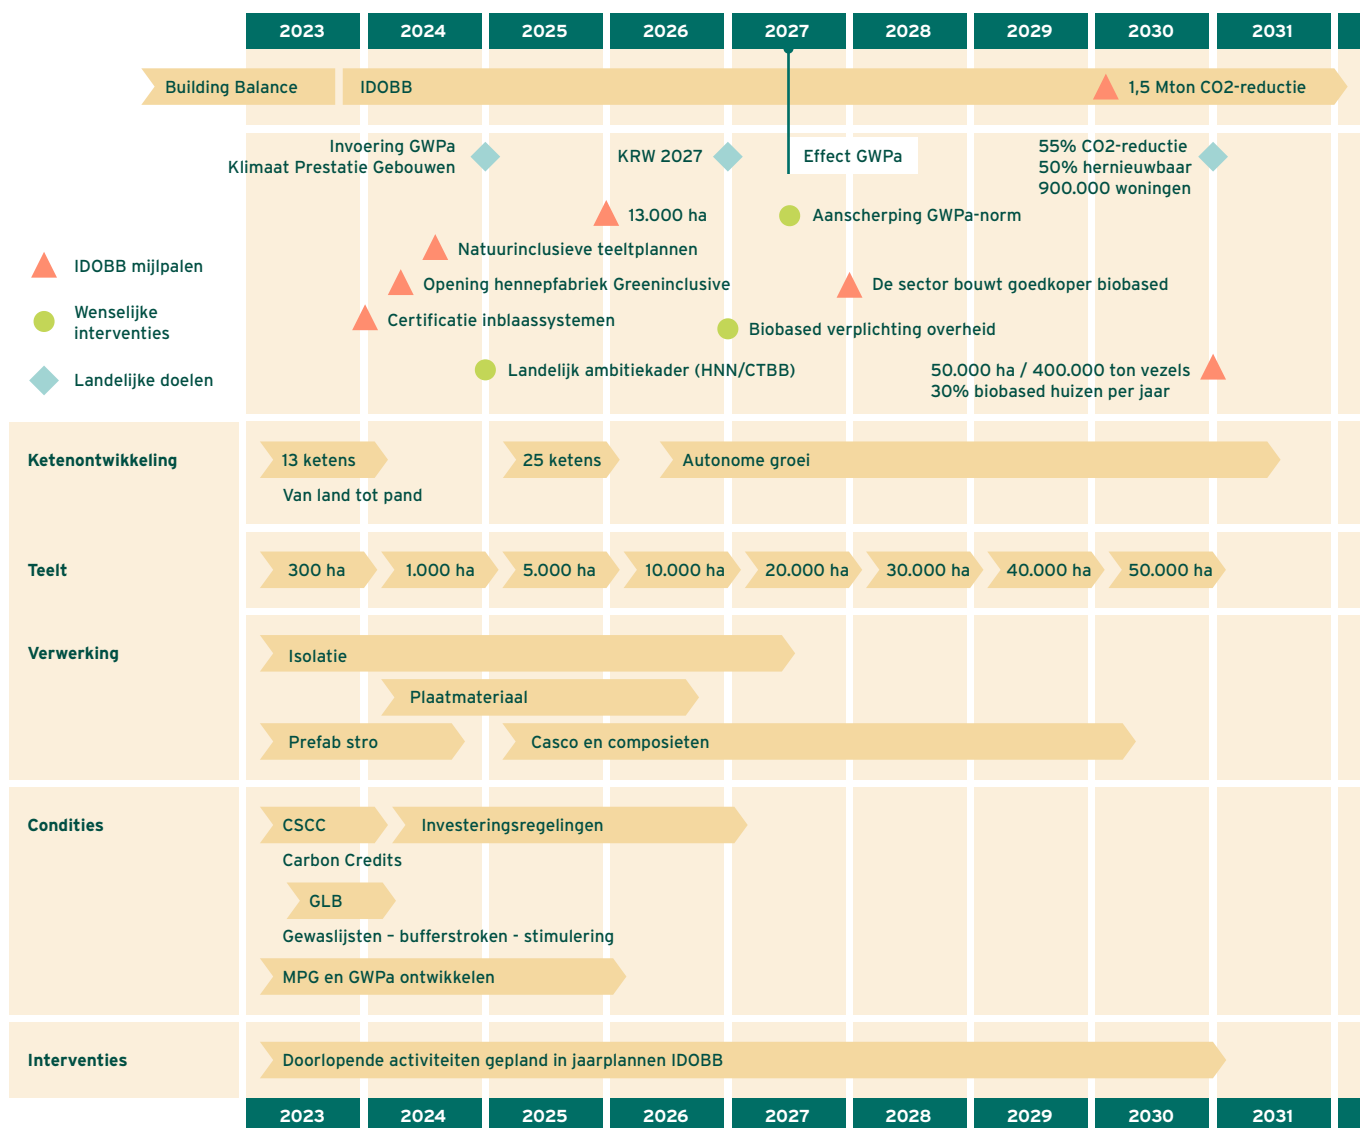 2023 2024 2025 2026 2027 2028 2029 2030 2031
Building Balance
IDOBB
1,5 Mton CO2-reductie
Invoering GWPa
Klimaat Prestatie Gebouwen
KRW 2027
Effect GWPa
55% CO2-reductie
50% hernieuwbaar
900.000 woningen
13.000 ha
Aanscherping GWPa-norm
Natuurinclusieve teeltplannen
Opening hennepfabriek Greeninclusive
De sector bouwt goedkoper biobased
Certificatie inblaassystemen
Biobased verplichting overheid
Landelijk ambitiekader (HNN/CTBB)
50.000 ha / 400.000 ton vezels
30% biobased huizen per jaar
IDOBB mijlpalen
Wenselijke
interventies
Landelijke doelen
Ketenontwikkeling
13 ketens
25 ketens
Autonome groei
Van land tot pand
Teelt
300 ha
1.000 ha
5.000 ha
10.000 ha
20.000 ha
30.000 ha
40.000 ha
50.000 ha
Verwerking
Isolatie
Plaatmateriaal
Prefab stro
Casco en composieten
Condities
CSCC
Investeringsregelingen
Carbon Credits
GLB
Gewaslijsten – bufferstroken - stimulering
MPG en GWPa ontwikkelen
Interventies
Doorlopende activiteiten gepland in jaarplannen IDOBB
2023 2024 2025 2026 2027 2028 2029 2030 2031